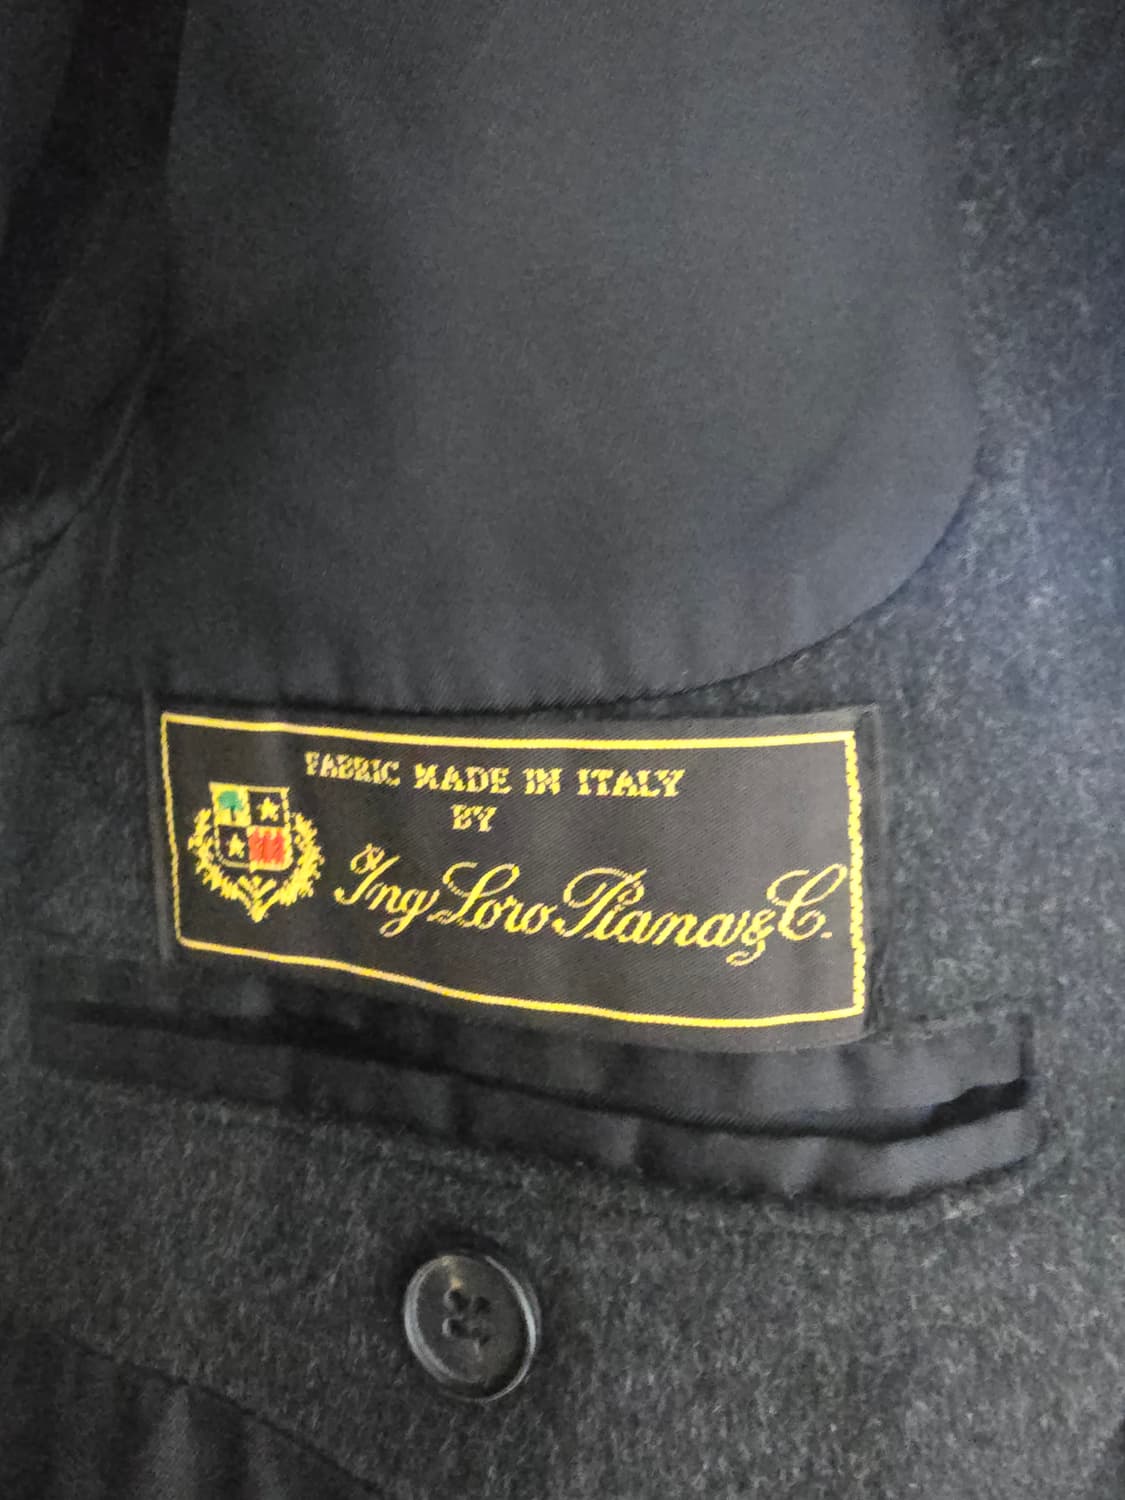 FABRIC MADE IN ITALY
BY
Ing Loro Piana & C.